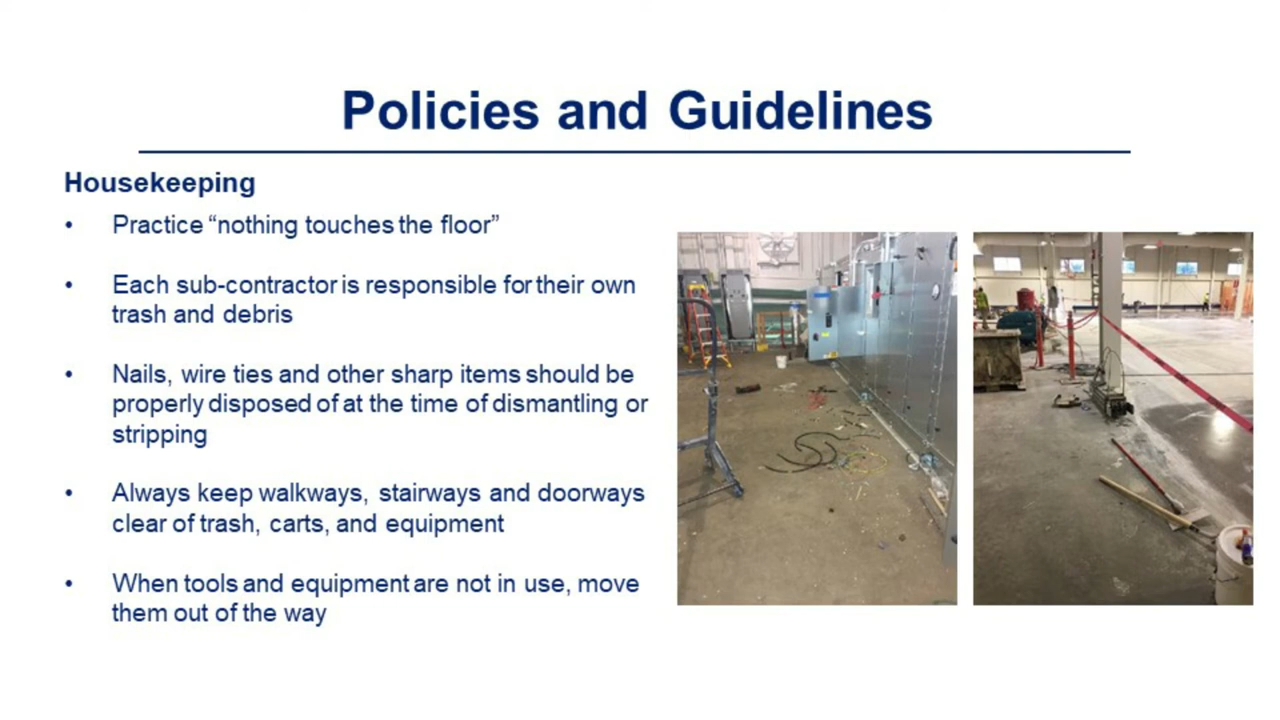 Policies and Guidelines
Housekeeping
• Practice “nothing touches the floor”
• Each sub-contractor is responsible for their own
trash and debris
• Nails, wire ties and other sharp items should be
properly disposed of at the time of dismantling or
stripping
• Always keep walkways, stairways and doorways
clear of trash, carts, and equipment
• When tools and equipment are not in use, move
them out of the way